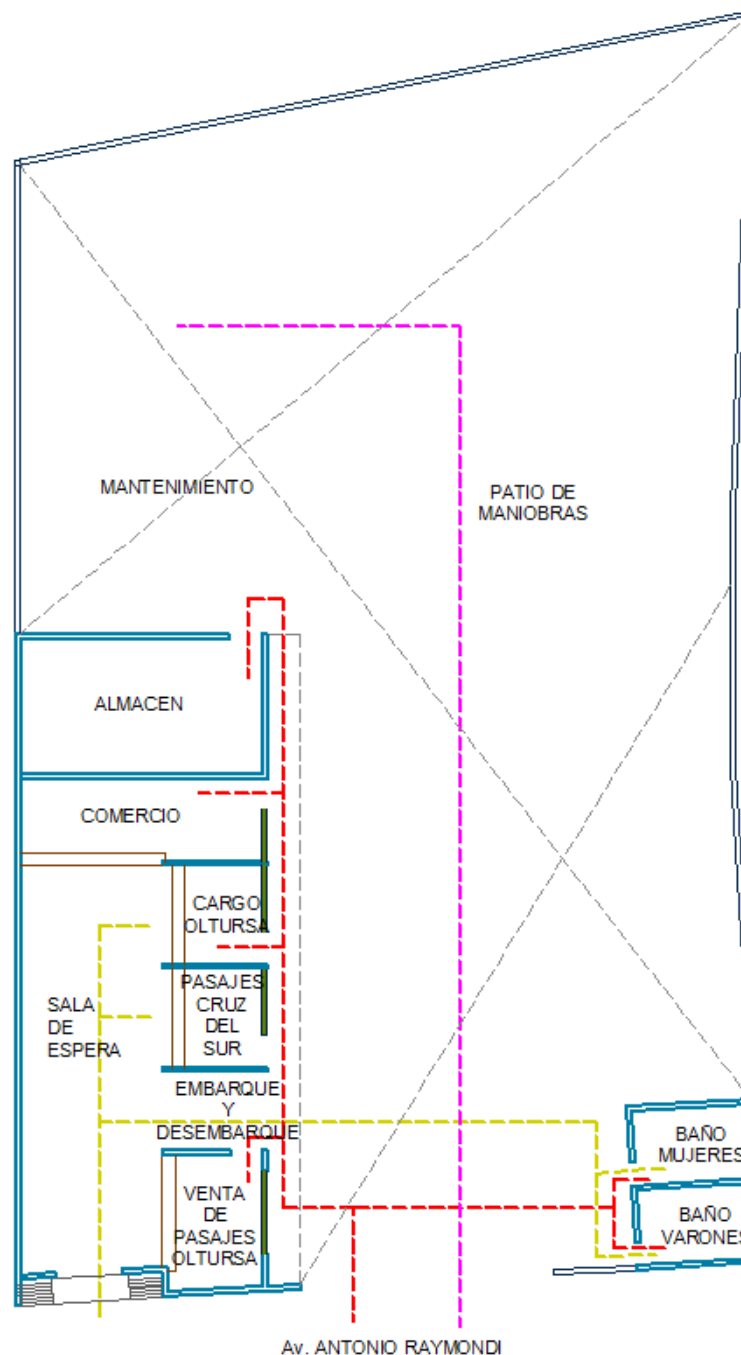 MANTENIMIENTO
PATIO DE
MANIOBRAS
ALMACEN
COMERCIO
CARGO
OLTURSA
PASAJES
CRUZ
DEL
SUR
SALA
DE
ESPERA
EMBARQUE
Y
DESEMBARQUE
BAÑO
MUJERES
VENTA
DE
PASAJES
OLTURSA
BAÑO
VARONES
Av. ANTONIO RAYMONDI